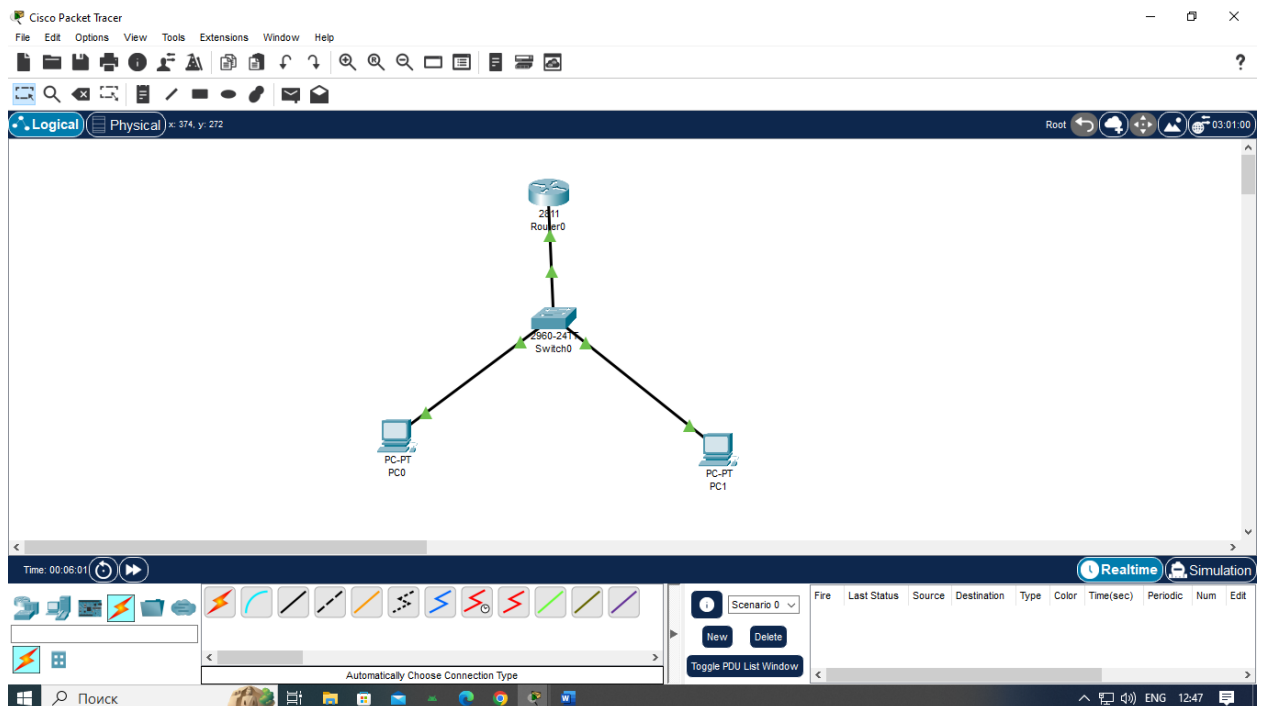 Cisco Packet Tracer
File Edit Options View Tools Extensions Window Help
?
Logical Physical x: 374, y: 272 Root 03:01:00
2811
Router0
2960-24TT
Switch0
PC-PT
PC0
PC-PT
PC1
Time: 00:06:01 Realtime Simulation
Scenario 0 Fire Last Status Source Destination Type Color Time(sec) Periodic Num Edit
New Delete
Toggle PDU List Window
Automatically Choose Connection Type
Поиск ENG 12:47